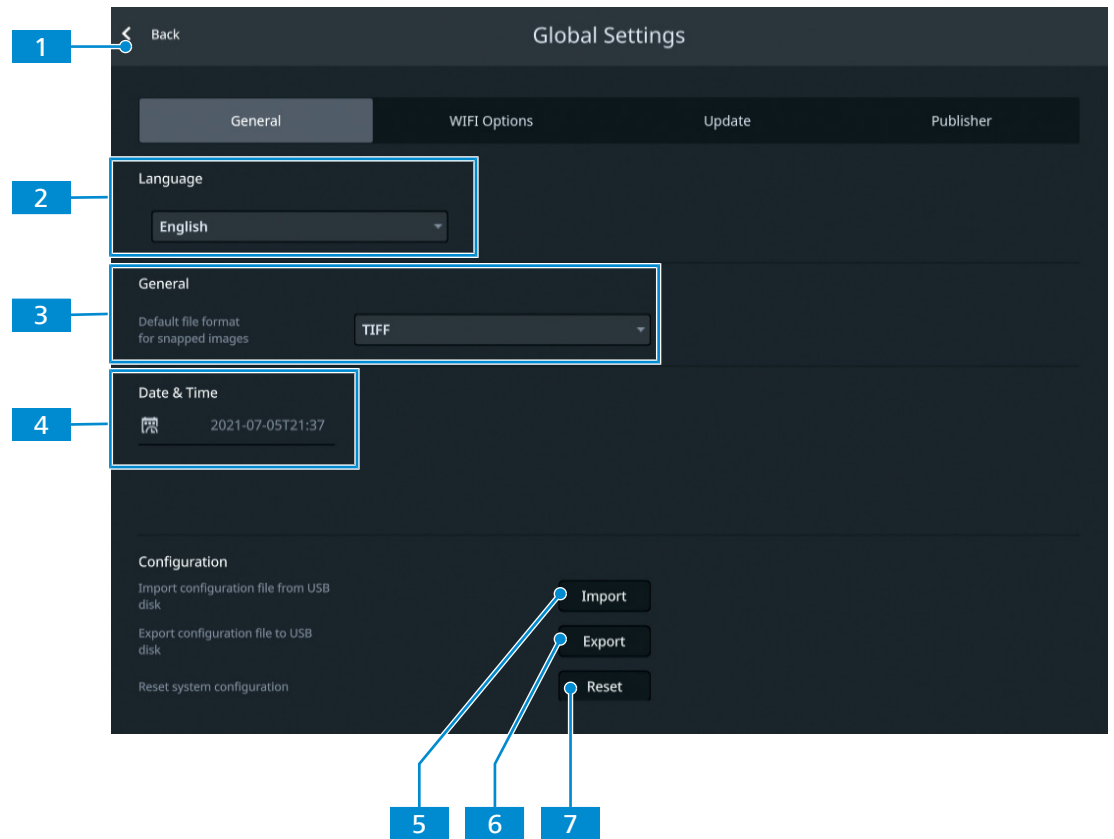 1
Back
Global Settings
General
WIFI Options
Update
Publisher
2
Language
English
3
General
Default file format
for snapped images
TIFF
4
Date & Time
2021-07-05T21:37
Configuration
Import configuration file from USB
disk
Import
Export configuration file to USB
disk
Export
Reset system configuration
Reset
5
6
7